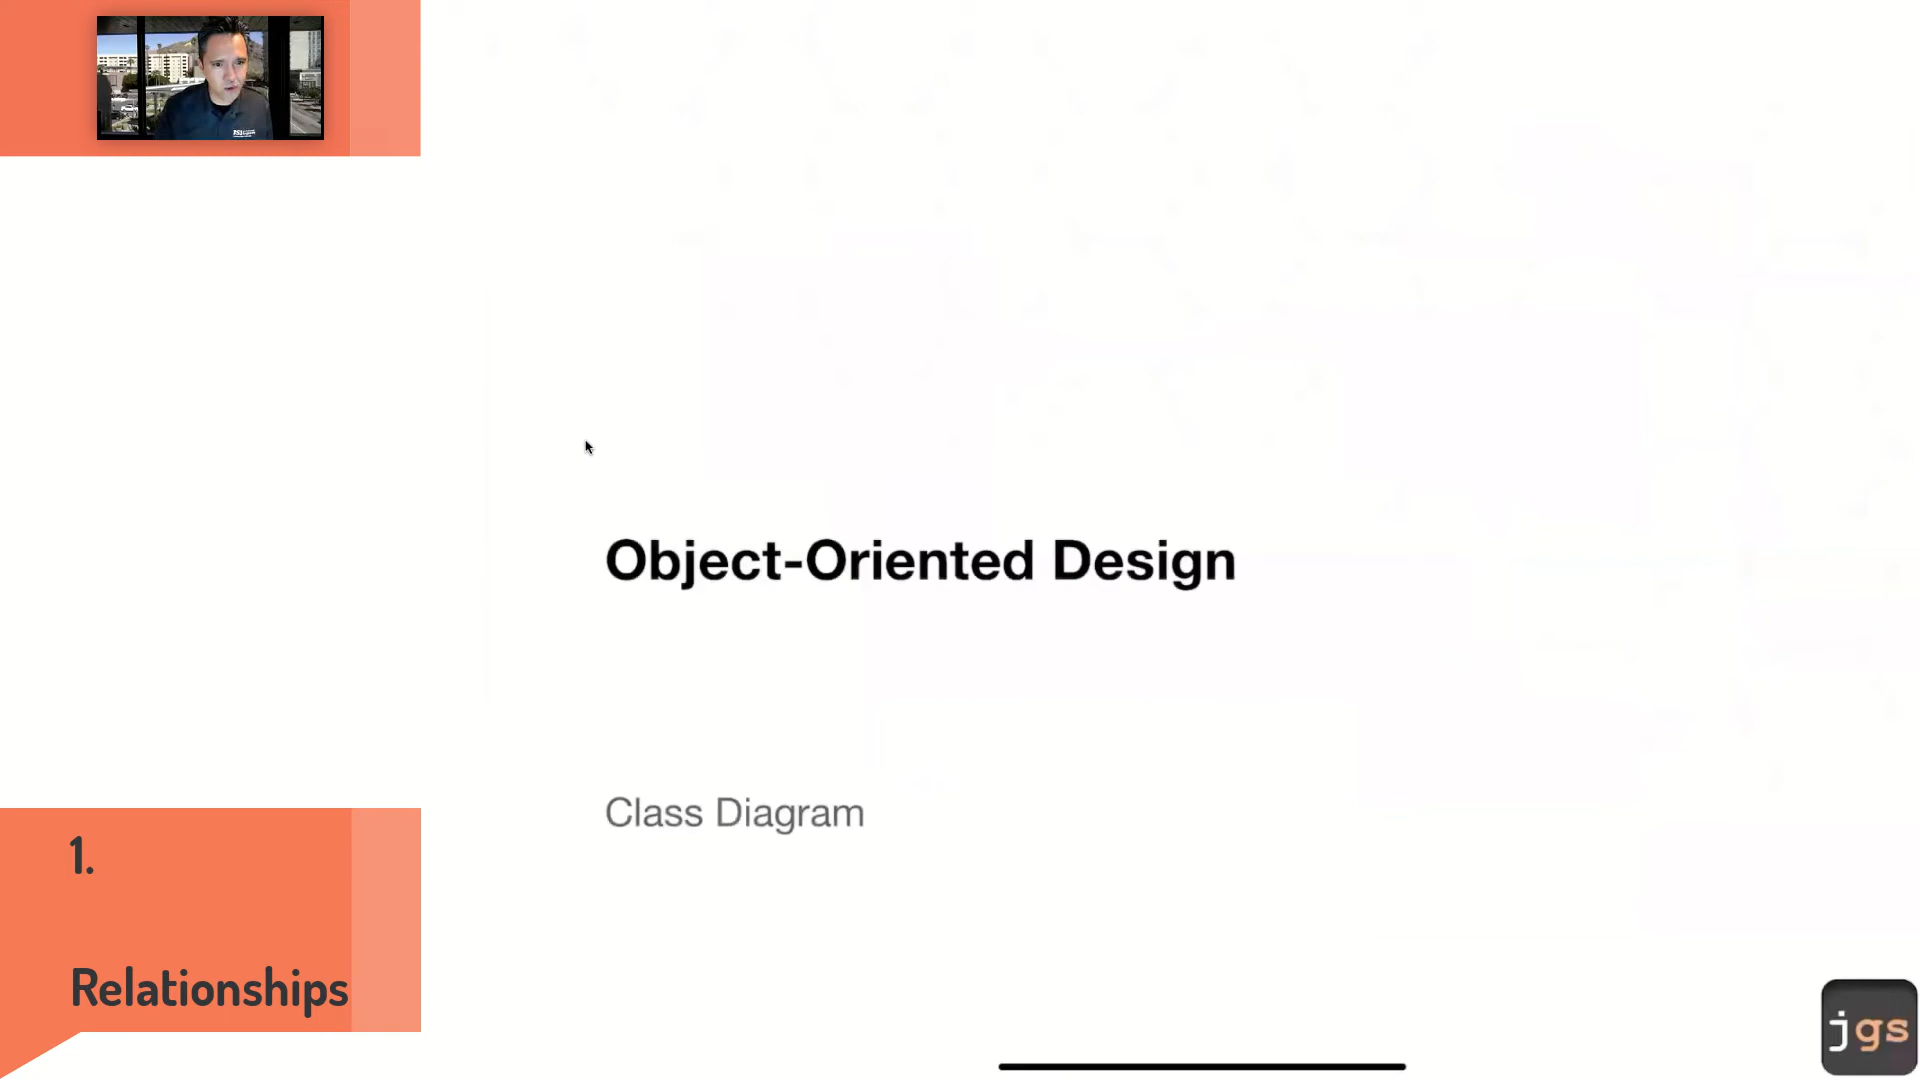 Object-Oriented Design
Class Diagram
1.
Relationships
jgs